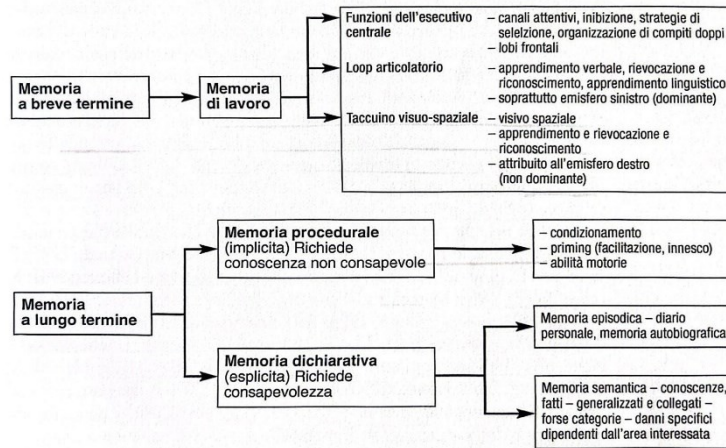 Funzioni dell'esecutivo
centrale
– canali attentivi, inibizione, strategie di
selelzione, organizzazione di compiti doppi
– lobi frontali
Loop articolatorio
– apprendimento verbale, rievocazione e
riconoscimento, apprendimento linguistico
– soprattutto emisfero sinistro (dominante)
Taccuino visuo-spaziale
– visivo spaziale
– apprendimento e rievocazione e
riconoscimento
– attribuito all'emisfero destro
(non dominante)
Memoria
a breve termine
Memoria
di lavoro
Memoria procedurale
(implicita) Richiede
conoscenza non consapevole
– condizionamento
– priming (facilitazione, innesco)
– abilità motorie
Memoria
a lungo termine
Memoria dichiarativa
(esplicita) Richiede
consapevolezza
Memoria episodica – diario
personale, memoria autobiografica
Memoria semantica – conoscenze,
fatti – generalizzati e collegati –
forse categorie – danni specifici
dipendenti dall'area interessata